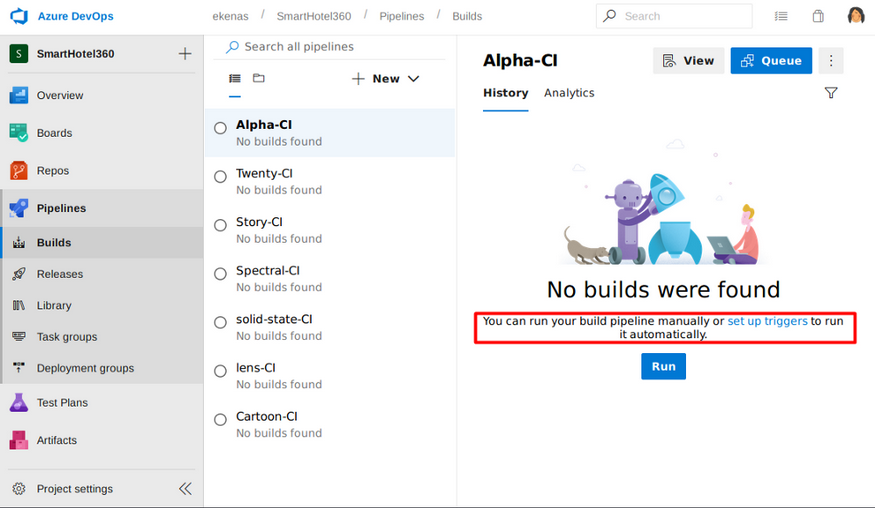 Azure DevOps
ekenas / SmartHotel360 / Pipelines / Builds
Search
S SmartHotel360
Overview
Boards
Repos
Pipelines
Builds
Releases
Library
Task groups
Deployment groups
Test Plans
Artifacts
Project settings
Search all pipelines
New
Alpha-CI
No builds found
Twenty-CI
No builds found
Story-CI
No builds found
Spectral-CI
No builds found
solid-state-CI
No builds found
lens-CI
No builds found
Cartoon-CI
No builds found
Alpha-CI
View
Queue
History Analytics
No builds were found
You can run your build pipeline manually or set up triggers to run
it automatically.
Run